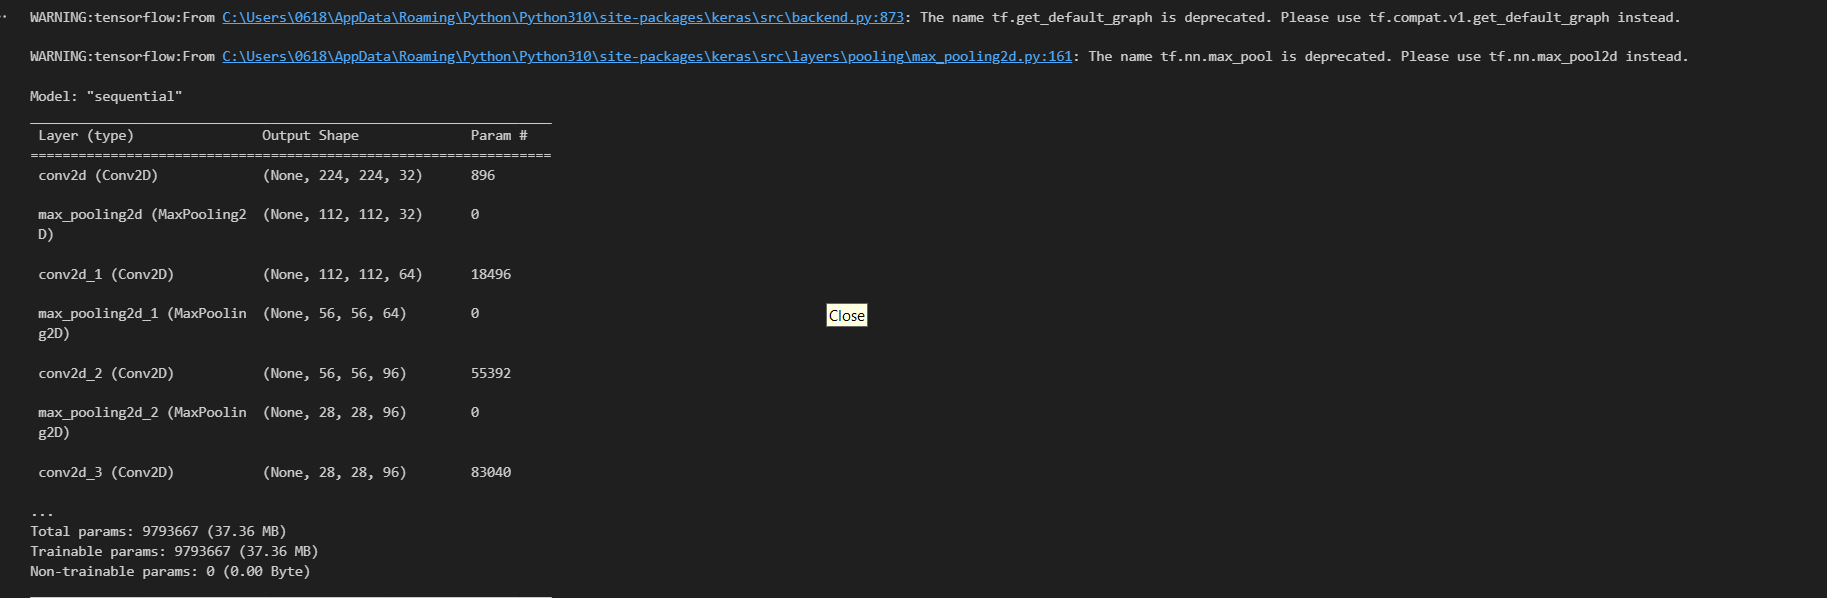 WARNING:tensorflow:From C:\Users\0618\AppData\Roaming\Python\Python310\site-packages\keras\src\backend.py:873: The name tf.get_default_graph is deprecated. Please use tf.compat.v1.get_default_graph instead.
WARNING:tensorflow:From C:\Users\0618\AppData\Roaming\Python\Python310\site-packages\keras\src\layers\pooling\max_pooling2d.py:161: The name tf.nn.max_pool is deprecated. Please use tf.nn.max_pool2d instead.
Model: "sequential"
_________________________________________________________________
Layer (type) Output Shape Param #
=================================================================
conv2d (Conv2D) (None, 224, 224, 32) 896
max_pooling2d (MaxPooling2 (None, 112, 112, 32) 0
D)
conv2d_1 (Conv2D) (None, 112, 112, 64) 18496
max_pooling2d_1 (MaxPoolin (None, 56, 56, 64) 0
g2D)
Close
conv2d_2 (Conv2D) (None, 56, 56, 96) 55392
max_pooling2d_2 (MaxPoolin (None, 28, 28, 96) 0
g2D)
conv2d_3 (Conv2D) (None, 28, 28, 96) 83040
...
Total params: 9793667 (37.36 MB)
Trainable params: 9793667 (37.36 MB)
Non-trainable params: 0 (0.00 Byte)
_________________________________________________________________